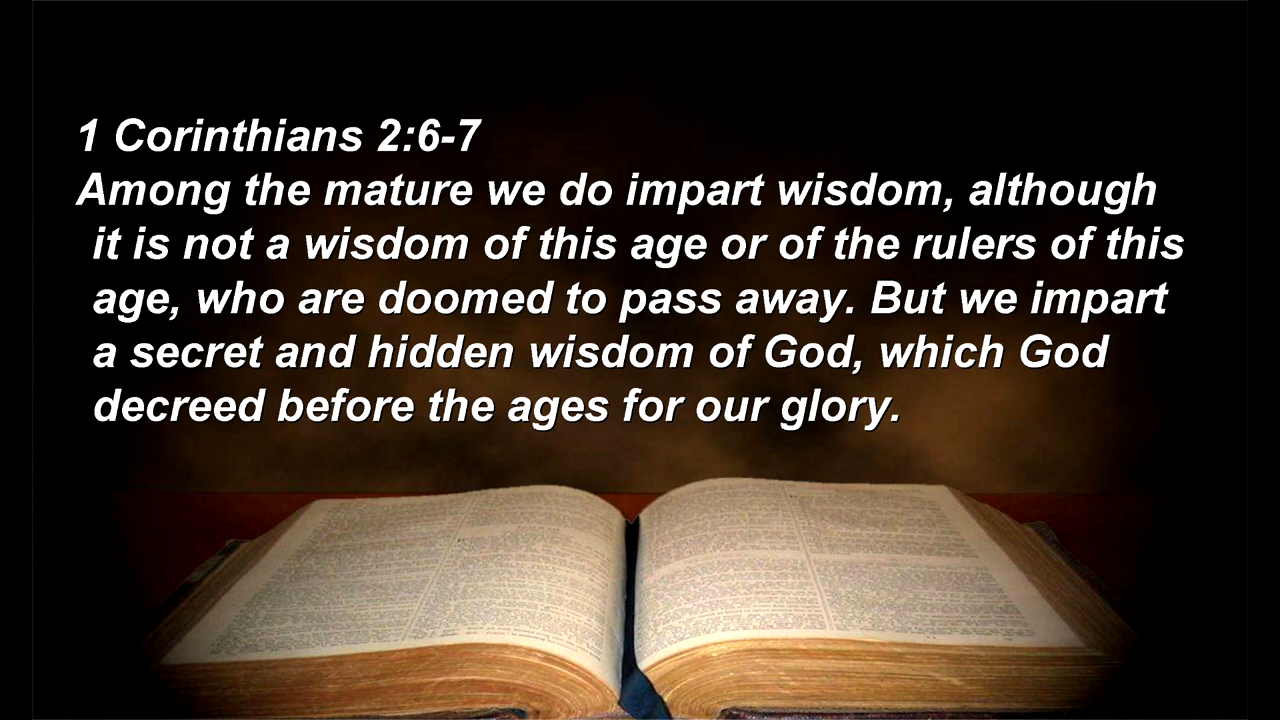 1 Corinthians 2:6-7
Among the mature we do impart wisdom, although
it is not a wisdom of this age or of the rulers of this
age, who are doomed to pass away. But we impart
a secret and hidden wisdom of God, which God
decreed before the ages for our glory.